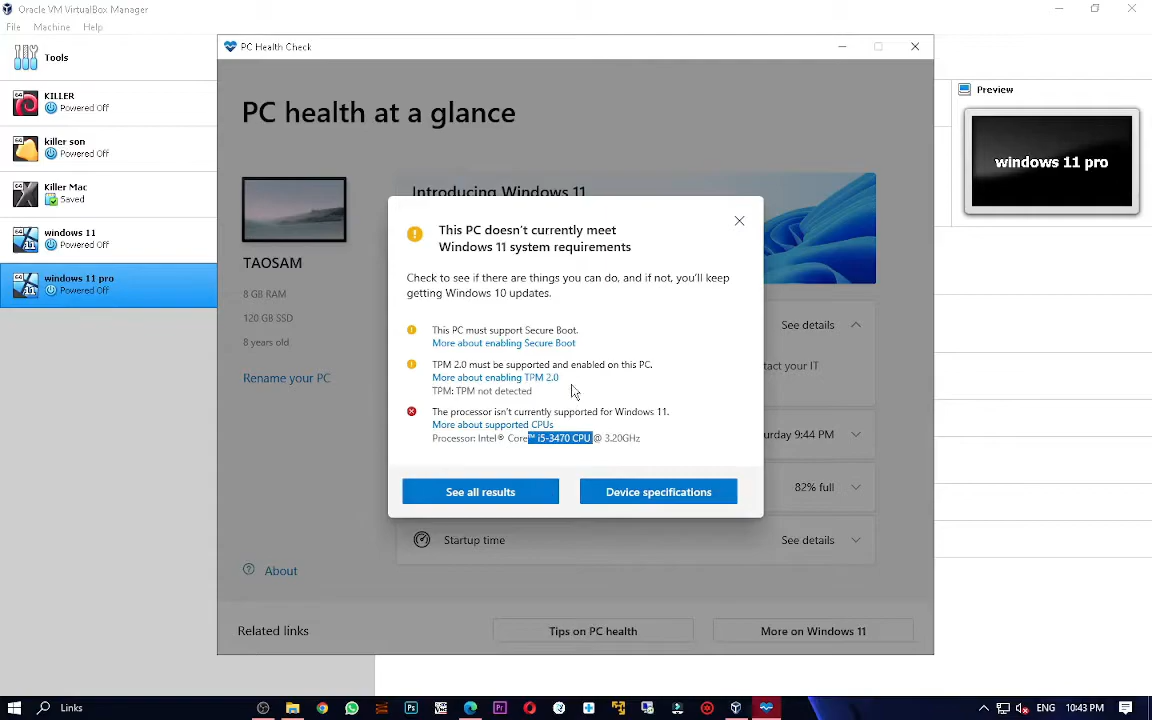 Oracle VM VirtualBox Manager
File Machine Help
Tools
KILLER
Powered Off
killer son
Powered Off
Killer Mac
Saved
windows 11
Powered Off
windows 11 pro
Powered Off
PC Health Check
PC health at a glance
TAOSAM
8 GB RAM
120 GB SSD
8 years old
Rename your PC
About
Introducing Windows 11
This PC doesn't currently meet
Windows 11 system requirements
Check to see if there are things you can do, and if not, you'll keep
getting Windows 10 updates.
This PC must support Secure Boot.
More about enabling Secure Boot
TPM 2.0 must be supported and enabled on this PC.
More about enabling TPM 2.0
TPM: TPM not detected
The processor isn't currently supported for Windows 11.
More about supported CPUs
Processor: Intel® Core™ i5-3470 CPU @ 3.20GHz
See all results
Device specifications
See details
tact your IT
urday 9:44 PM
82% full
Startup time
See details
Related links
Tips on PC health
More on Windows 11
Preview
windows 11 pro
Links
ENG
10:43 PM